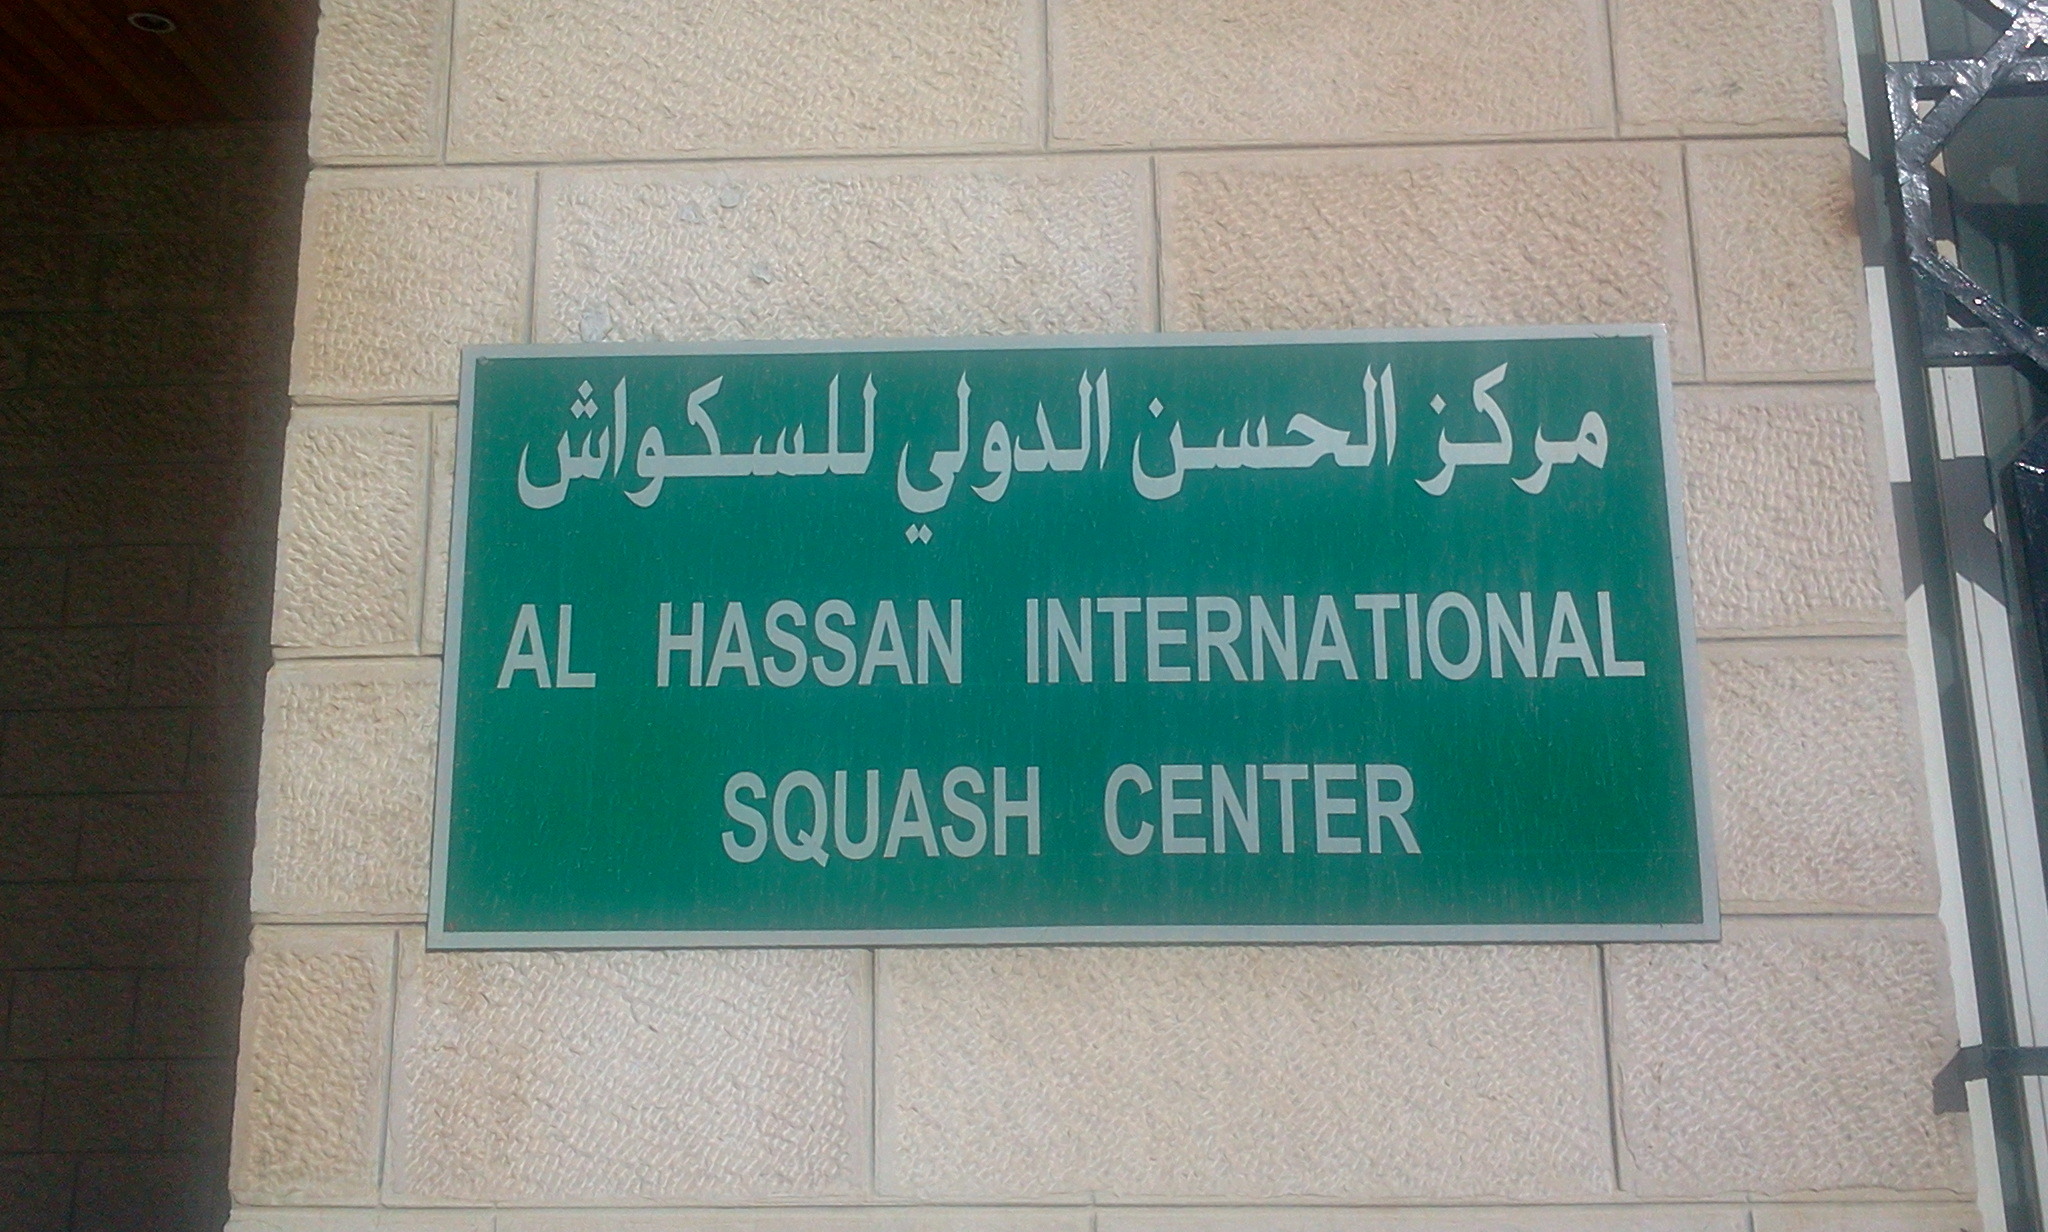 مركز الحسن الدولي للسكواش
AL HASSAN INTERNATIONAL
SQUASH CENTER